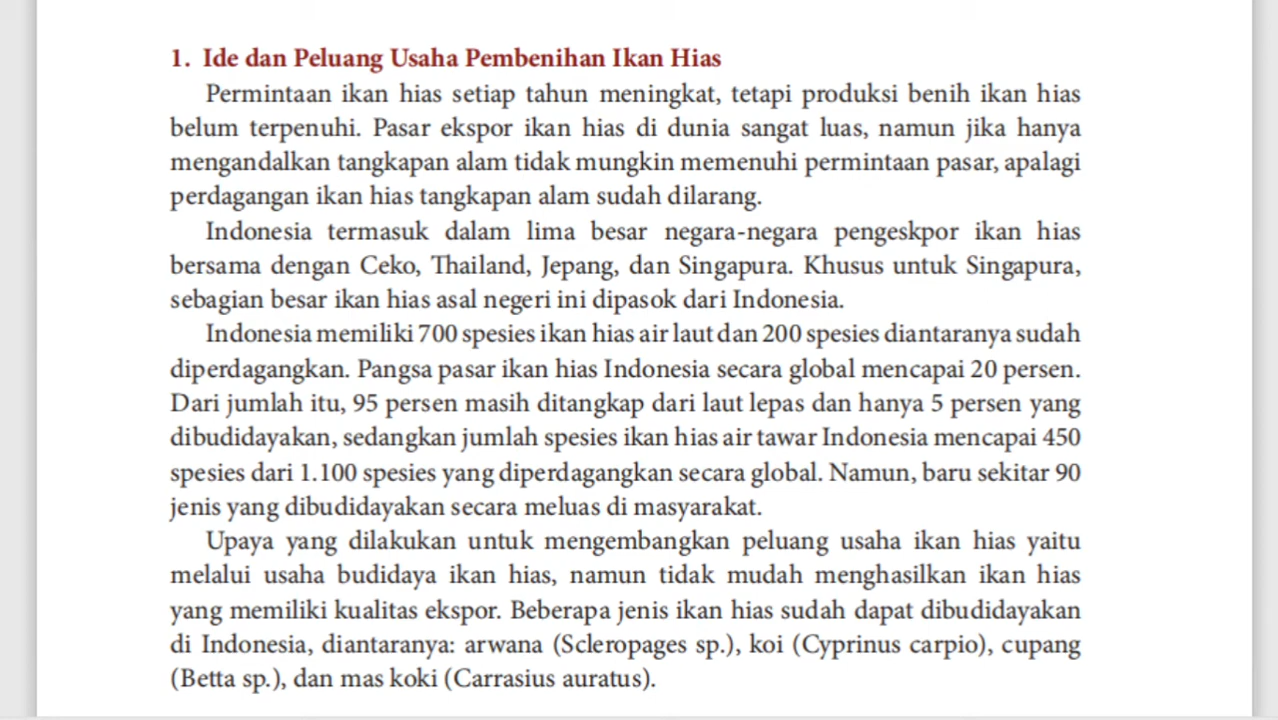 1. Ide dan Peluang Usaha Pembenihan Ikan Hias
Permintaan ikan hias setiap tahun meningkat, tetapi produksi benih ikan hias
belum terpenuhi. Pasar ekspor ikan hias di dunia sangat luas, namun jika hanya
mengandalkan tangkapan alam tidak mungkin memenuhi permintaan pasar, apalagi
perdagangan ikan hias tangkapan alam sudah dilarang.
Indonesia termasuk dalam lima besar negara-negara pengeskpor ikan hias
bersama dengan Ceko, Thailand, Jepang, dan Singapura. Khusus untuk Singapura,
sebagian besar ikan hias asal negeri ini dipasok dari Indonesia.
Indonesia memiliki 700 spesies ikan hias air laut dan 200 spesies diantaranya sudah
diperdagangkan. Pangsa pasar ikan hias Indonesia secara global mencapai 20 persen.
Dari jumlah itu, 95 persen masih ditangkap dari laut lepas dan hanya 5 persen yang
dibudidayakan, sedangkan jumlah spesies ikan hias air tawar Indonesia mencapai 450
spesies dari 1.100 spesies yang diperdagangkan secara global. Namun, baru sekitar 90
jenis yang dibudidayakan secara meluas di masyarakat.
Upaya yang dilakukan untuk mengembangkan peluang usaha ikan hias yaitu
melalui usaha budidaya ikan hias, namun tidak mudah menghasilkan ikan hias
yang memiliki kualitas ekspor. Beberapa jenis ikan hias sudah dapat dibudidayakan
di Indonesia, diantaranya: arwana (Scleropages sp.), koi (Cyprinus carpio), cupang
(Betta sp.), dan mas koki (Carrasius auratus).